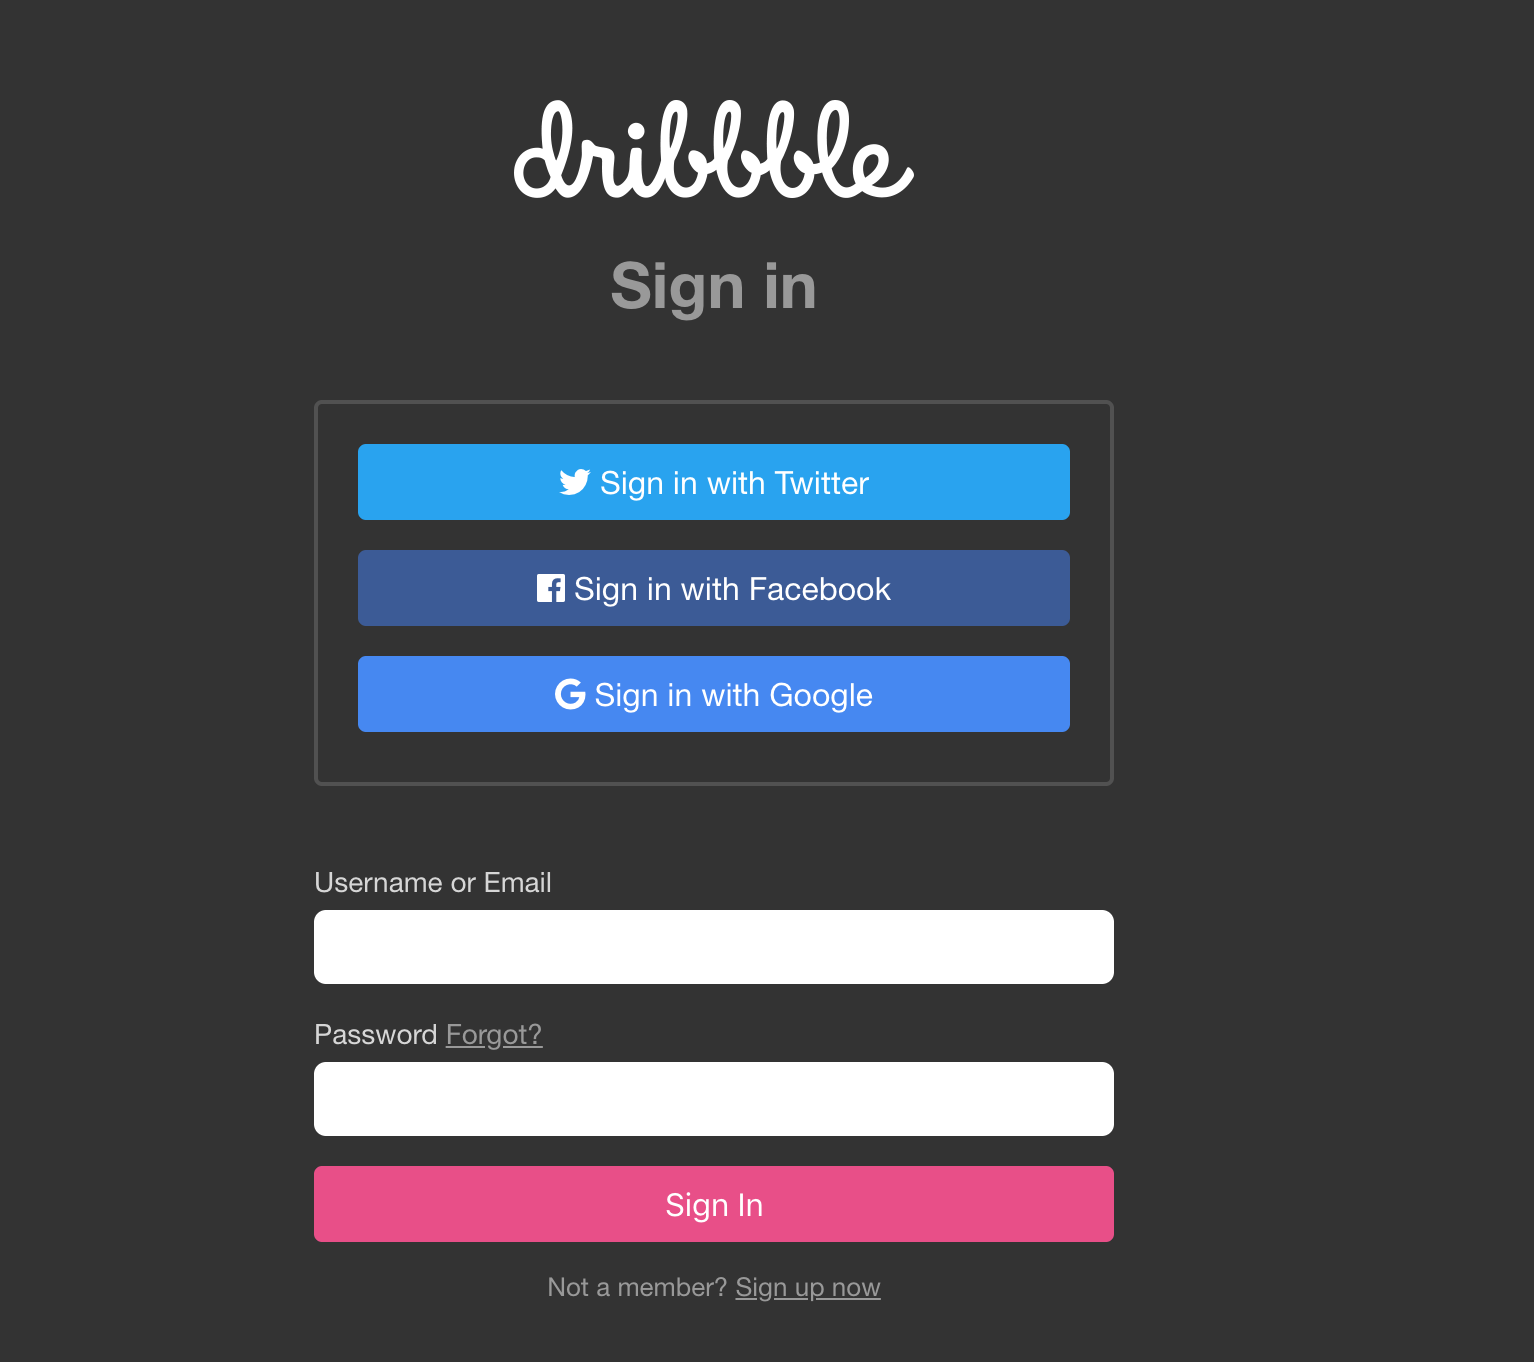 dribbble
Sign in
Sign in with Twitter
Sign in with Facebook
Sign in with Google
Username or Email
Password Forgot?
Sign In
Not a member? Sign up now